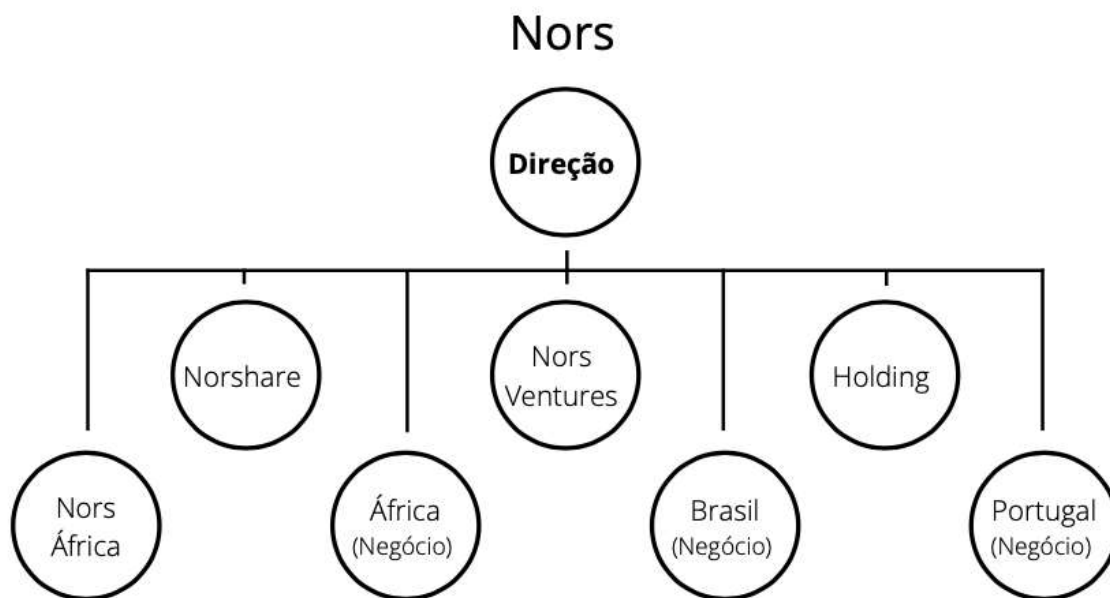 Nors
Direção
Norshare
Nors
Ventures
Holding
Nors
África
África
(Negócio)
Brasil
(Negócio)
Portugal
(Negócio)